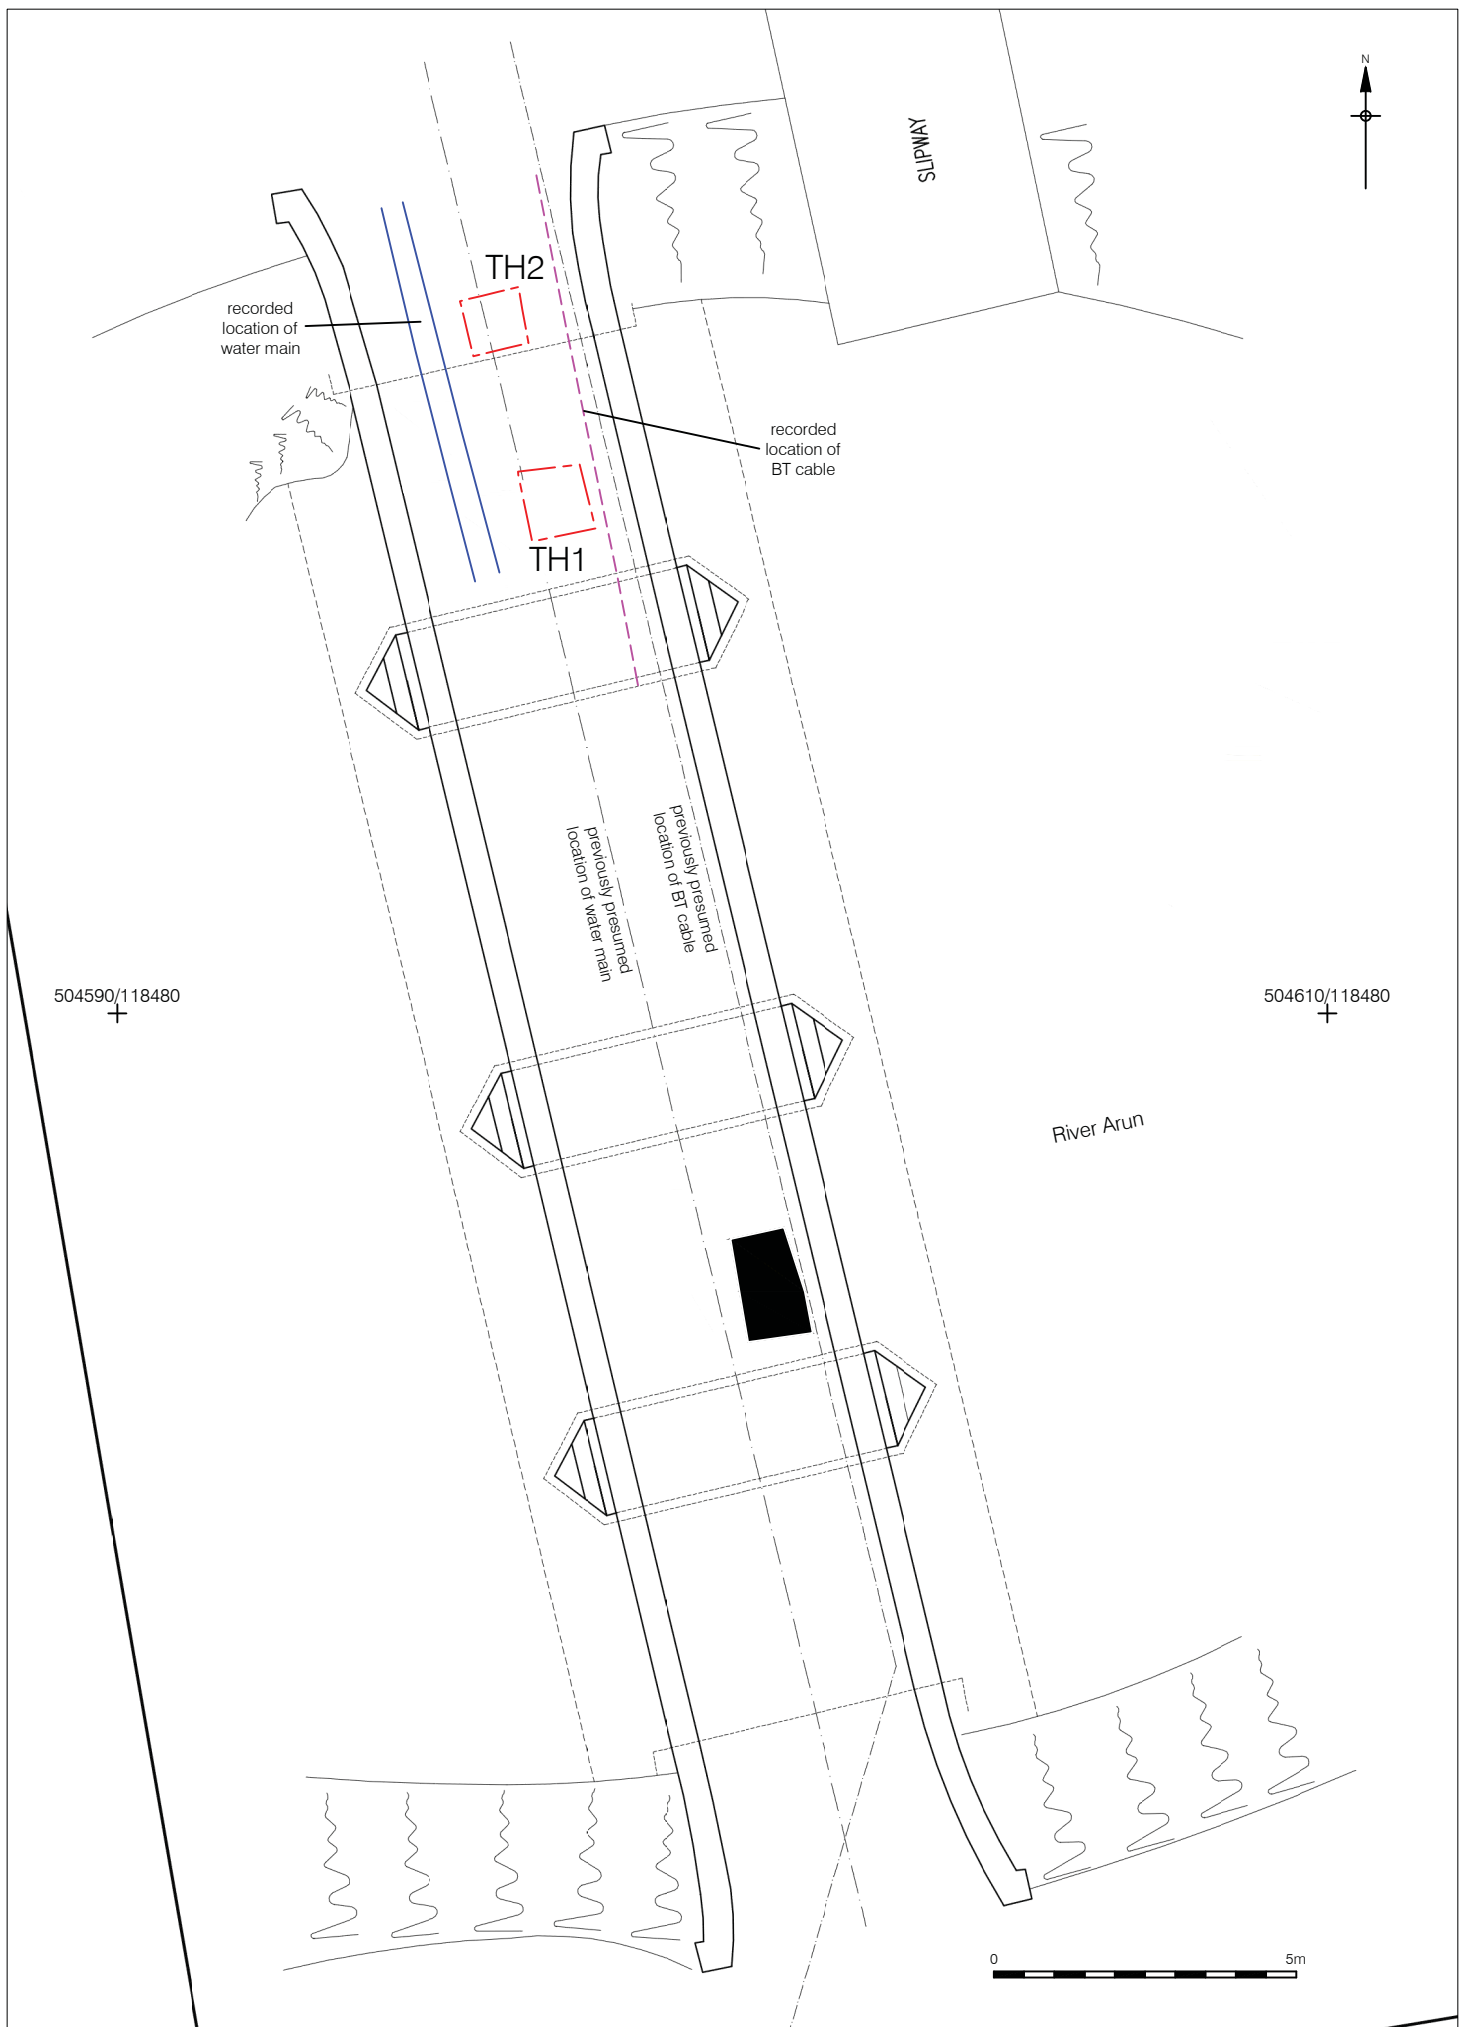 N
SLIPWAY
TH2
recorded
location of
water main
recorded
location of
BT cable
TH1
previously presumed
location of water main
previously presumed
location of BT cable
504590/118480
504610/118480
River Arun
0 5m